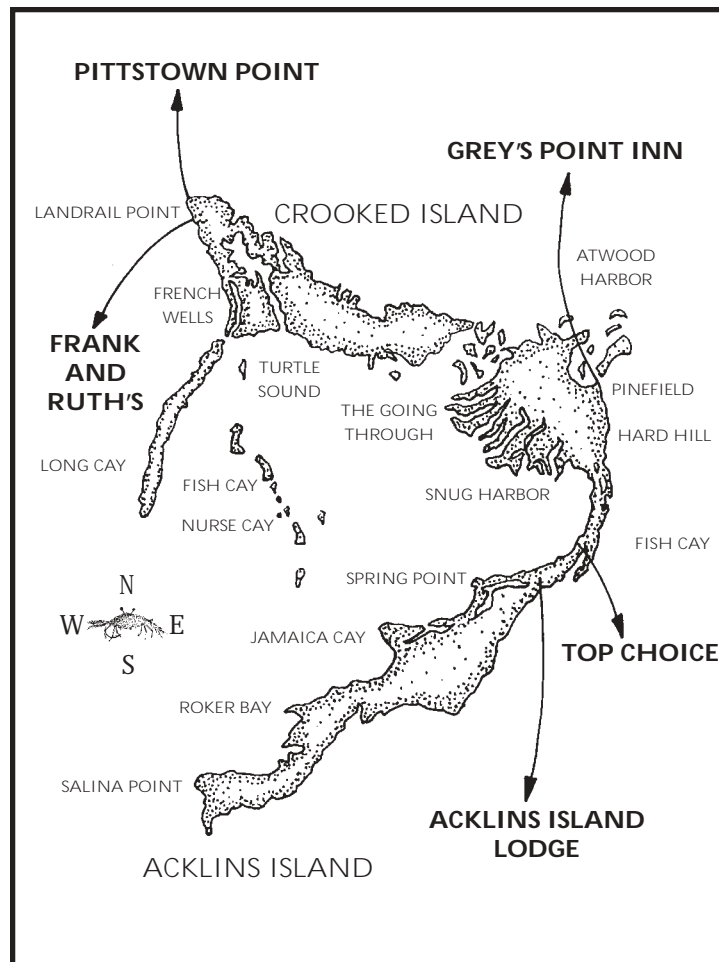 PITTSTOWN POINT
GREY'S POINT INN
LANDRAIL POINT
CROOKED ISLAND
ATWOOD
HARBOR
FRENCH
WELLS
FRANK
AND
RUTH'S
TURTLE
SOUND
PINEFIELD
THE GOING
THROUGH
HARD HILL
LONG CAY
FISH CAY
SNUG HARBOR
NURSE CAY
FISH CAY
SPRING POINT
N
W E
S
JAMAICA CAY
TOP CHOICE
ROKER BAY
SALINA POINT
ACKLINS ISLAND
LODGE
ACKLINS ISLAND